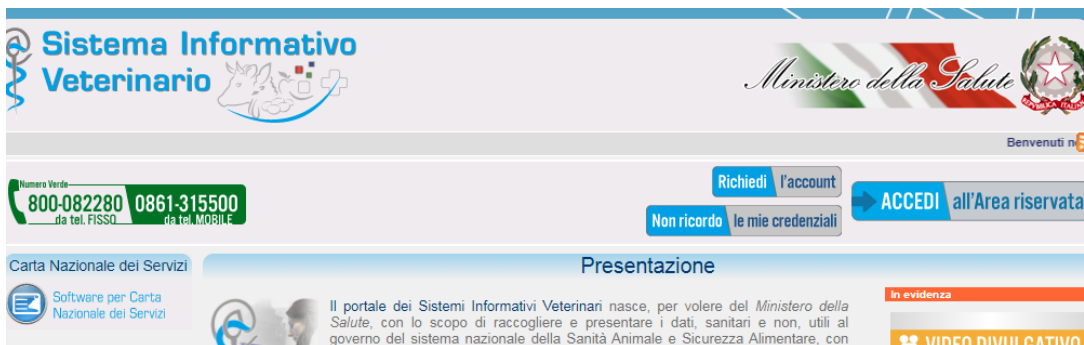 Sistema Informativo
Veterinario
Ministero della Salute
REPUBBLICA ITALIANA
Benvenuti n
Numero Verde
800-082280 0861-315500
da tel. FISSO da tel. MOBILE
Richiedi l'account
Non ricordo le mie credenziali
ACCEDI all'Area riservata
Carta Nazionale dei Servizi
Software per Carta
Nazionale dei Servizi
Presentazione
Il portale dei Sistemi Informativi Veterinari nasce, per volere del Ministero della
Salute, con lo scopo di raccogliere e presentare i dati, sanitari e non, utili al
governo del sistema nazionale della Sanità Animale e Sicurezza Alimentare, con
In evidenza
VIDEO DIVULGATIVO